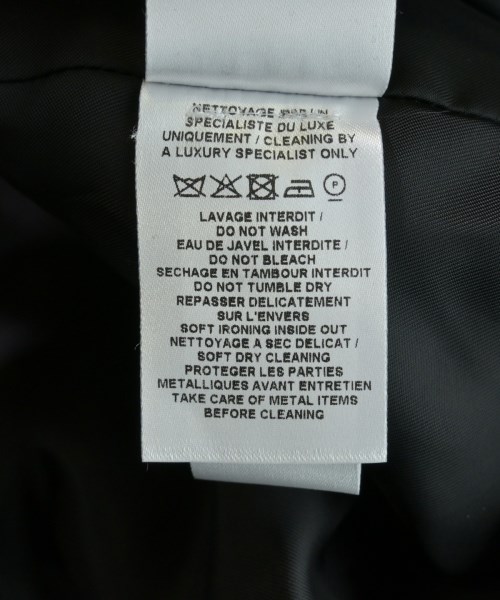 NETTOYAGE PAR UN
SPECIALISTE DU LUXE
UNIQUEMENT / CLEANING BY
A LUXURY SPECIALIST ONLY
P
LAVAGE INTERDIT /
DO NOT WASH
EAU DE JAVEL INTERDITE /
DO NOT BLEACH
SECHAGE EN TAMBOUR INTERDIT
DO NOT TUMBLE DRY
REPASSER DELICATEMENT
SUR L'ENVERS
SOFT IRONING INSIDE OUT
NETTOYAGE A SEC DELICAT /
SOFT DRY CLEANING
PROTEGER LES PARTIES
METALLIQUES AVANT ENTRETIEN
TAKE CARE OF METAL ITEMS
BEFORE CLEANING